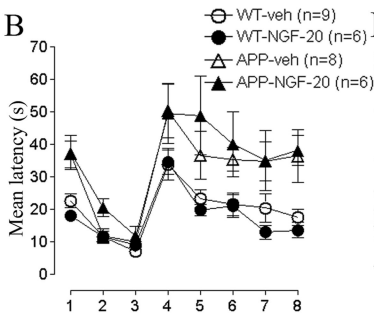 B
WT-veh (n=9)
WT-NGF-20 (n=6)
APP-veh (n=8)
APP-NGF-20 (n=6)
Mean latency (s)
70
60
50
40
30
20
10
0
1 2 3 4 5 6 7 8